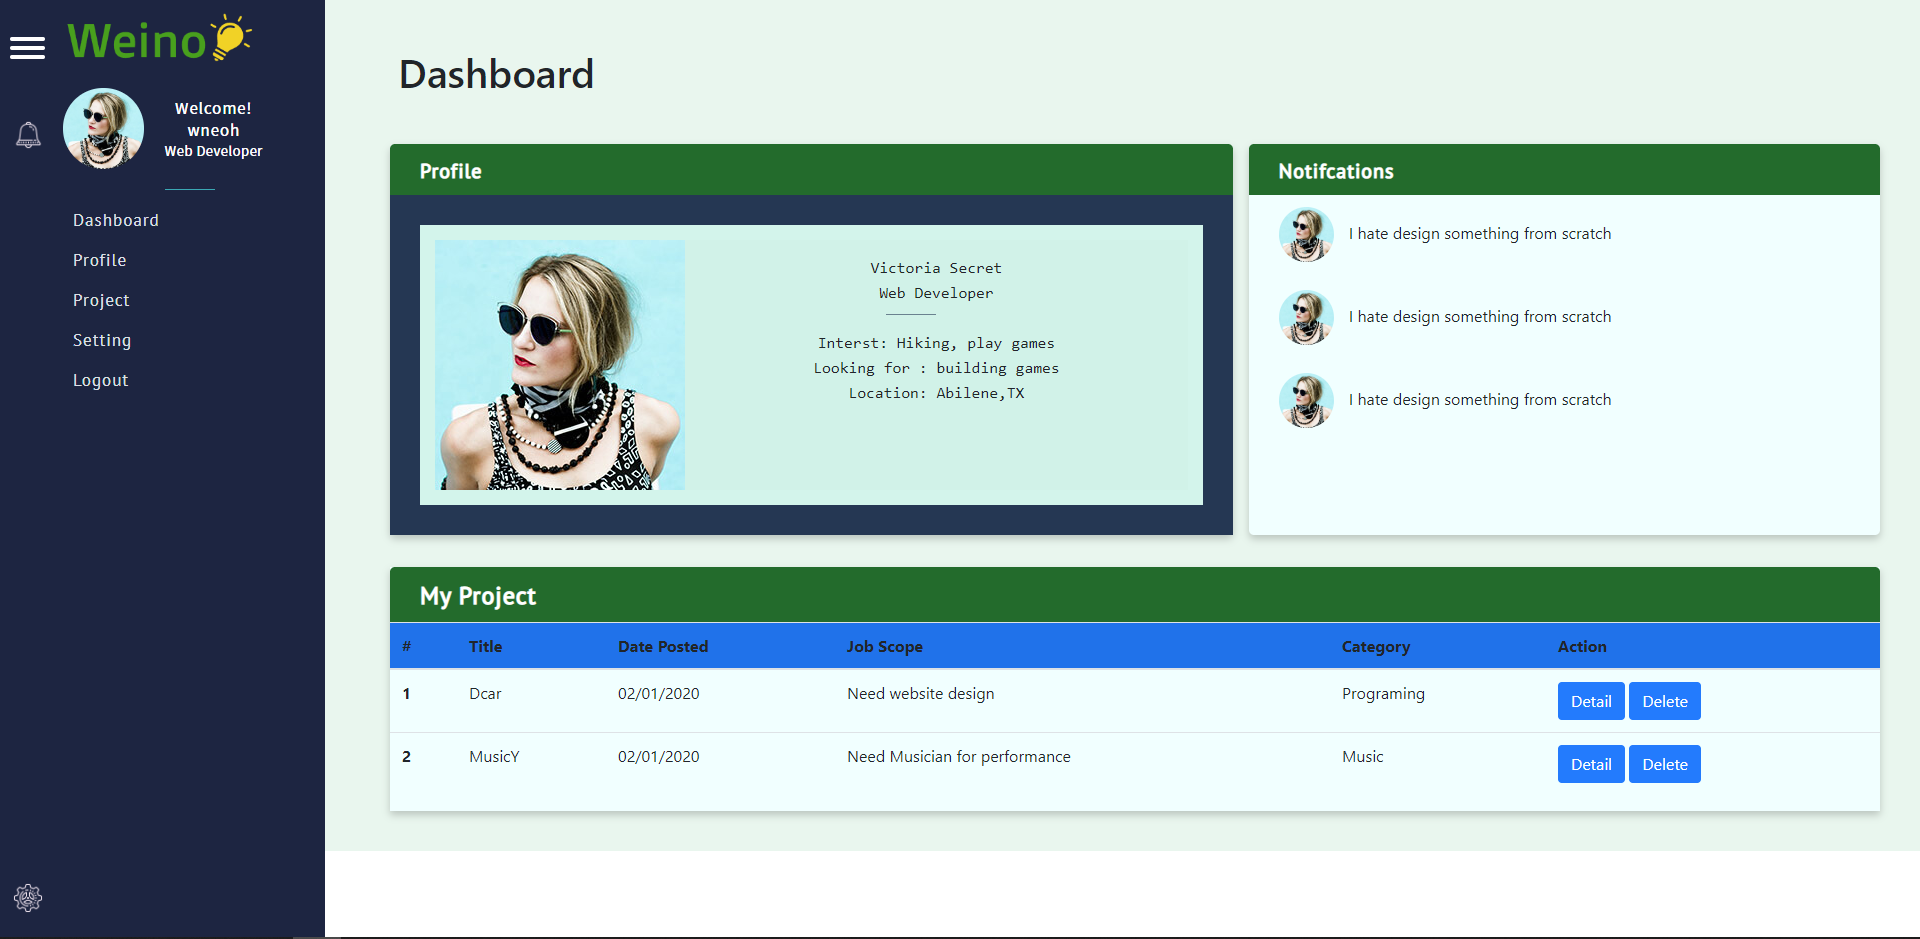 Weino
Welcome!
wneoh
Web Developer
Dashboard
Profile
Project
Setting
Logout
Dashboard
Profile
Victoria Secret
Web Developer
Interst: Hiking, play games
Looking for : building games
Location: Abilene,TX
Notifcations
I hate design something from scratch
I hate design something from scratch
I hate design something from scratch
My Project
# Title Date Posted Job Scope Category Action
1 Dcar 02/01/2020 Need website design Programing Detail Delete
2 MusicY 02/01/2020 Need Musician for performance Music Detail Delete